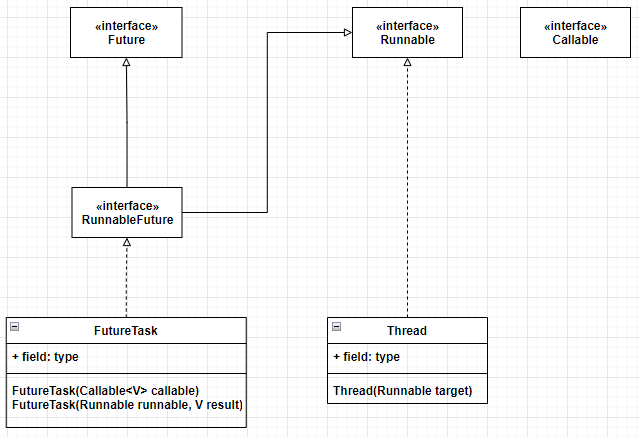 «interface»
Future
«interface»
Runnable
«interface»
Callable
«interface»
RunnableFuture
FutureTask
+ field: type
FutureTask(Callable<V> callable)
FutureTask(Runnable runnable, V result)
Thread
+ field: type
Thread(Runnable target)